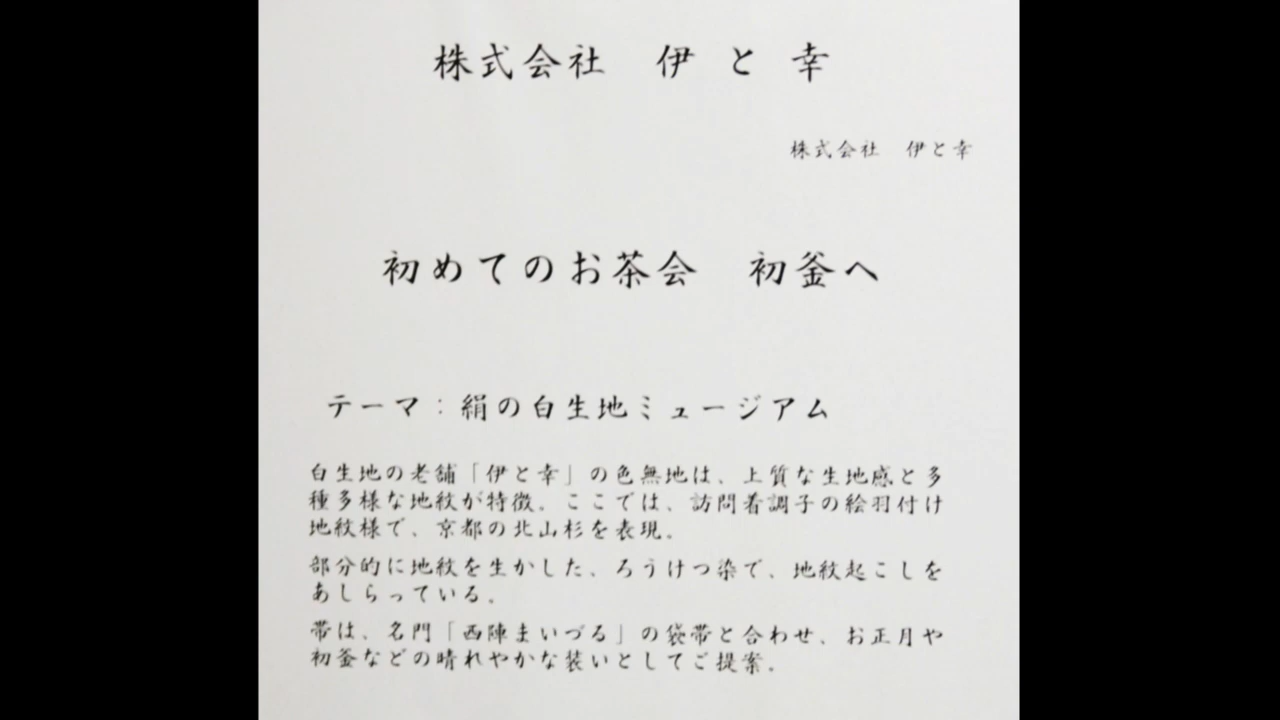 株式会社　伊と幸
株式会社　伊と幸
初めてのお茶会　初釜へ
テーマ：絹の白生地ミュージアム
白生地の老舗「伊と幸」の色無地は、上質な生地感と多
種多様な地紋が特徴。ここでは、訪問着調子の絵羽付け
地紋様で、京都の北山杉を表現。
部分的に地紋を生かした、ろうけつ染で、地紋起こしを
あしらっている。
帯は、名門「西陣まいづる」の袋帯と合わせ、お正月や
初釜などの晴れやかな装いとしてご提案。